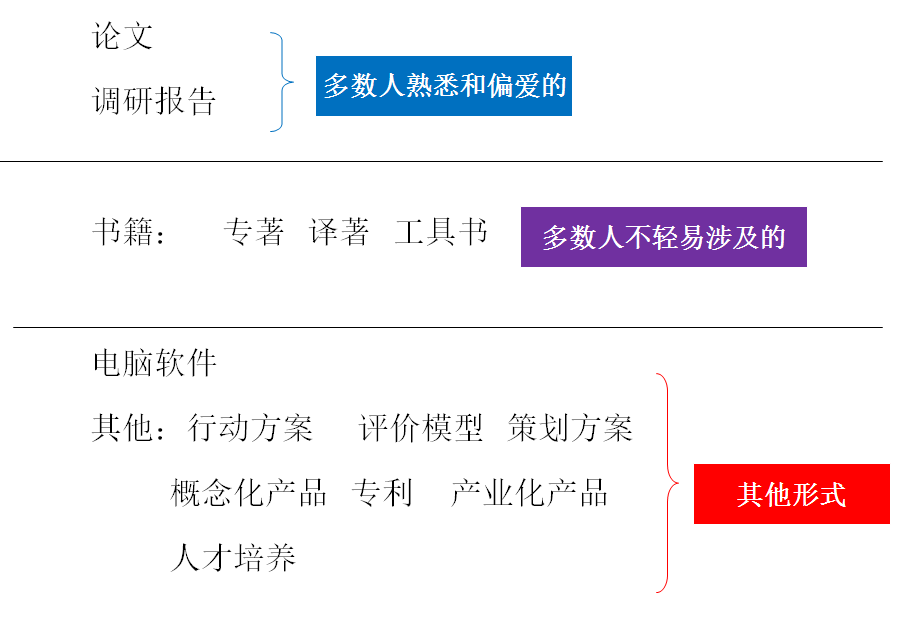 论文
调研报告
多数人熟悉和偏爱的
书籍： 专著 译著 工具书 多数人不轻易涉及的
电脑软件
其他：行动方案 评价模型 策划方案
概念化产品 专利 产业化产品
其他形式
人才培养